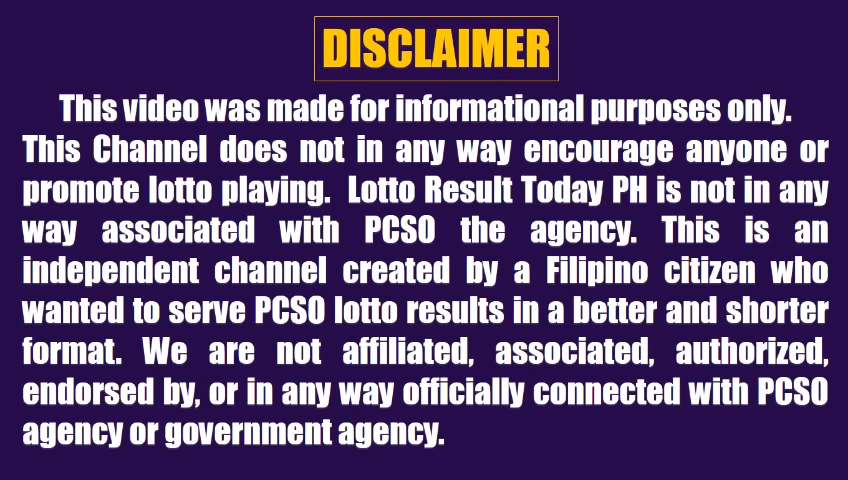 DISCLAIMER
This video was made for informational purposes only.
This Channel does not in any way encourage anyone or
promote lotto playing. Lotto Result Today PH is not in any
way associated with PCSO the agency. This is an
independent channel created by a Filipino citizen who
wanted to serve PCSO lotto results in a better and shorter
format. We are not affiliated, associated, authorized,
endorsed by, or in any way officially connected with PCSO
agency or government agency.